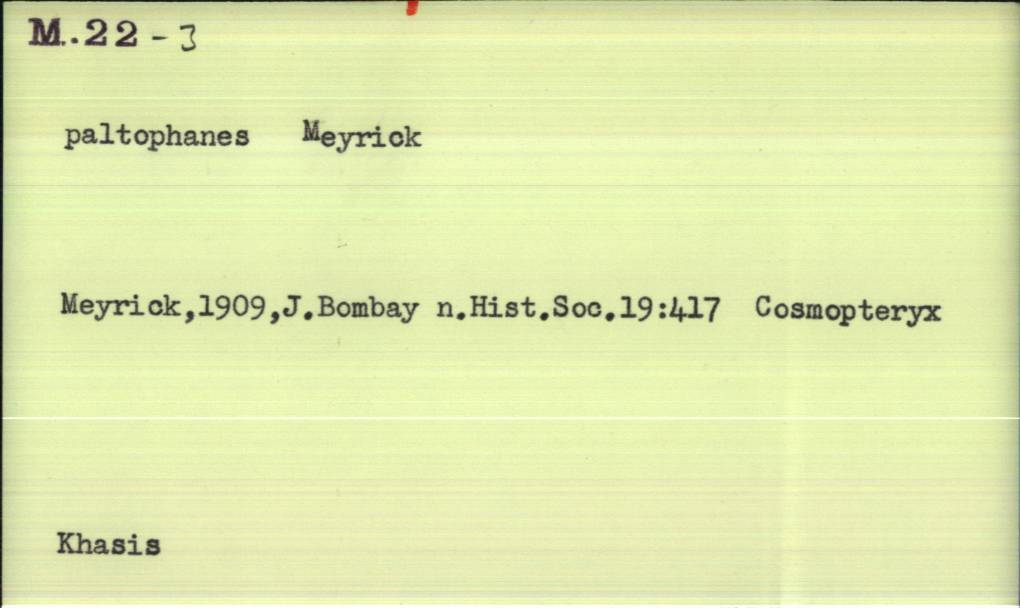 M.22 - 3
paltophanes Meyrick
Meyrick,1909,J.Bombay n.Hist.Soc.19:417 Cosmopteryx
Khasis